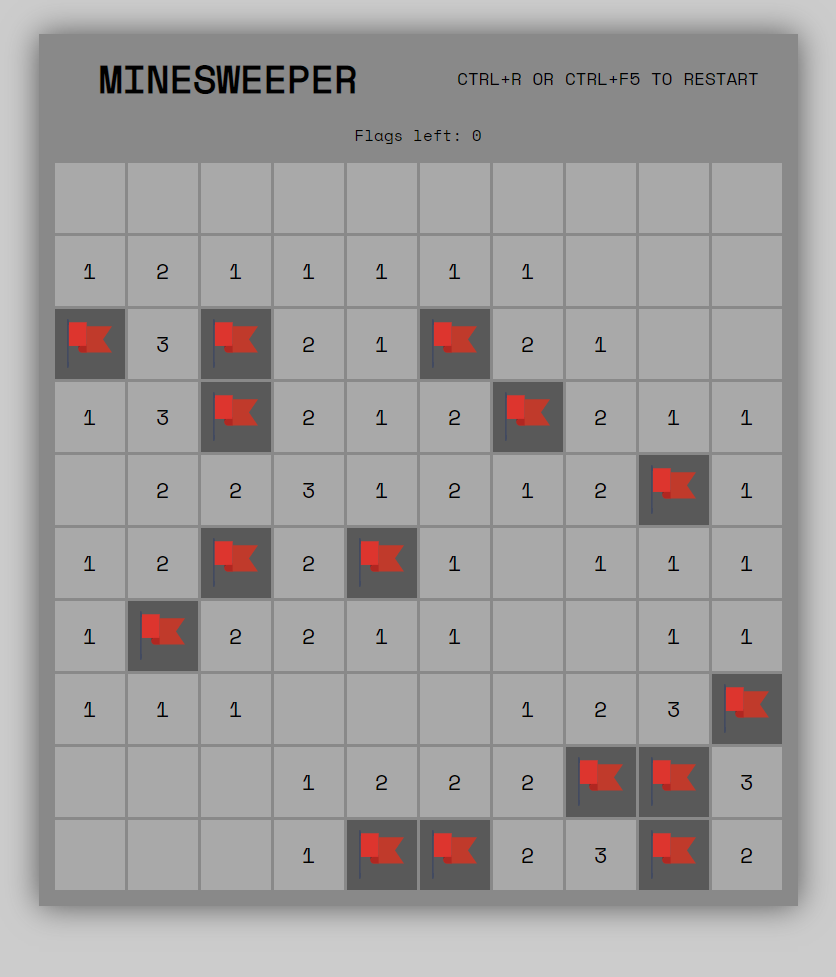 MINESWEEPER
CTRL+R OR CTRL+F5 TO RESTART
Flags left: 0
1 2 1 1 1 1 1
3 2 1 2 1
1 3 2 1 2 2 1 1
2 2 3 1 2 1 2 1
1 2 2 1 1 1 1
1 2 2 1 1 1 1
1 1 1 1 2 3
1 2 2 2 3
1 2 3 2